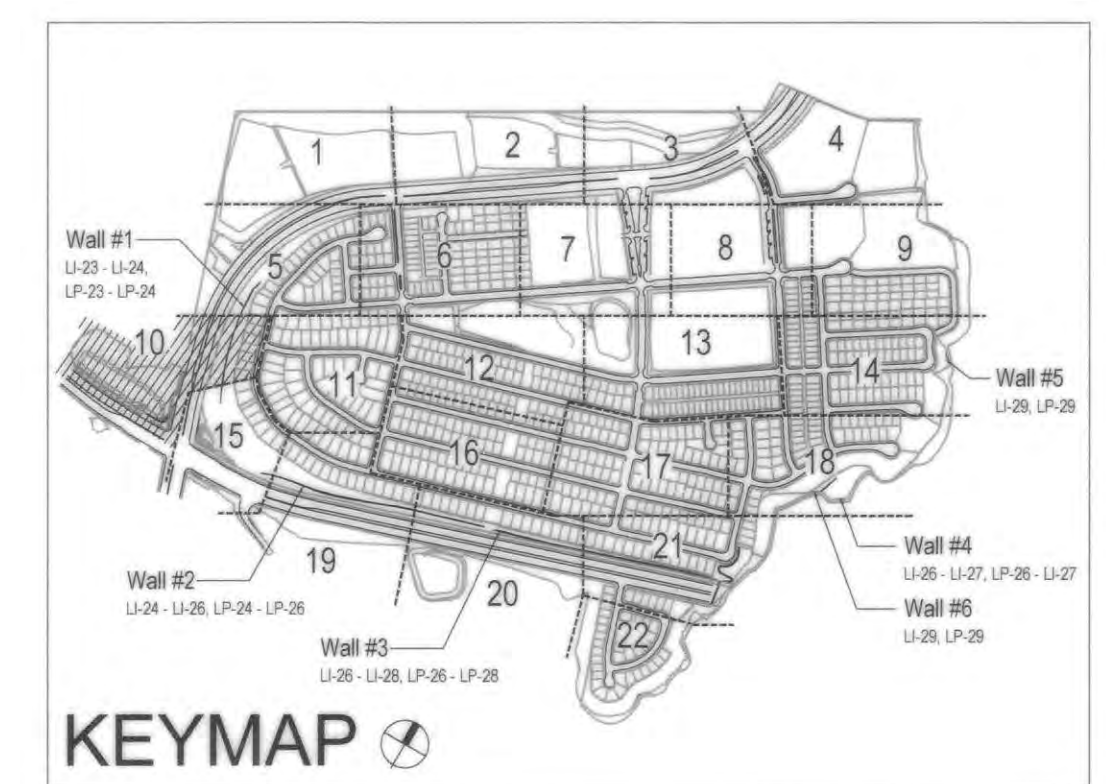 1
2
3
4
Wall #1
LI-23 - LI-24,
LP-23 - LP-24
5
6
7
8
9
10
11
12
13
14
Wall #5
LI-29, LP-29
15
16
17
18
Wall #4
LI-26 - LI-27, LP-26 - LI-27
Wall #2
LI-24 - LI-26, LP-24 - LP-26
19
20
21
Wall #6
LI-29, LP-29
22
Wall #3
LI-26 - LI-28, LP-26 - LP-28
KEYMAP